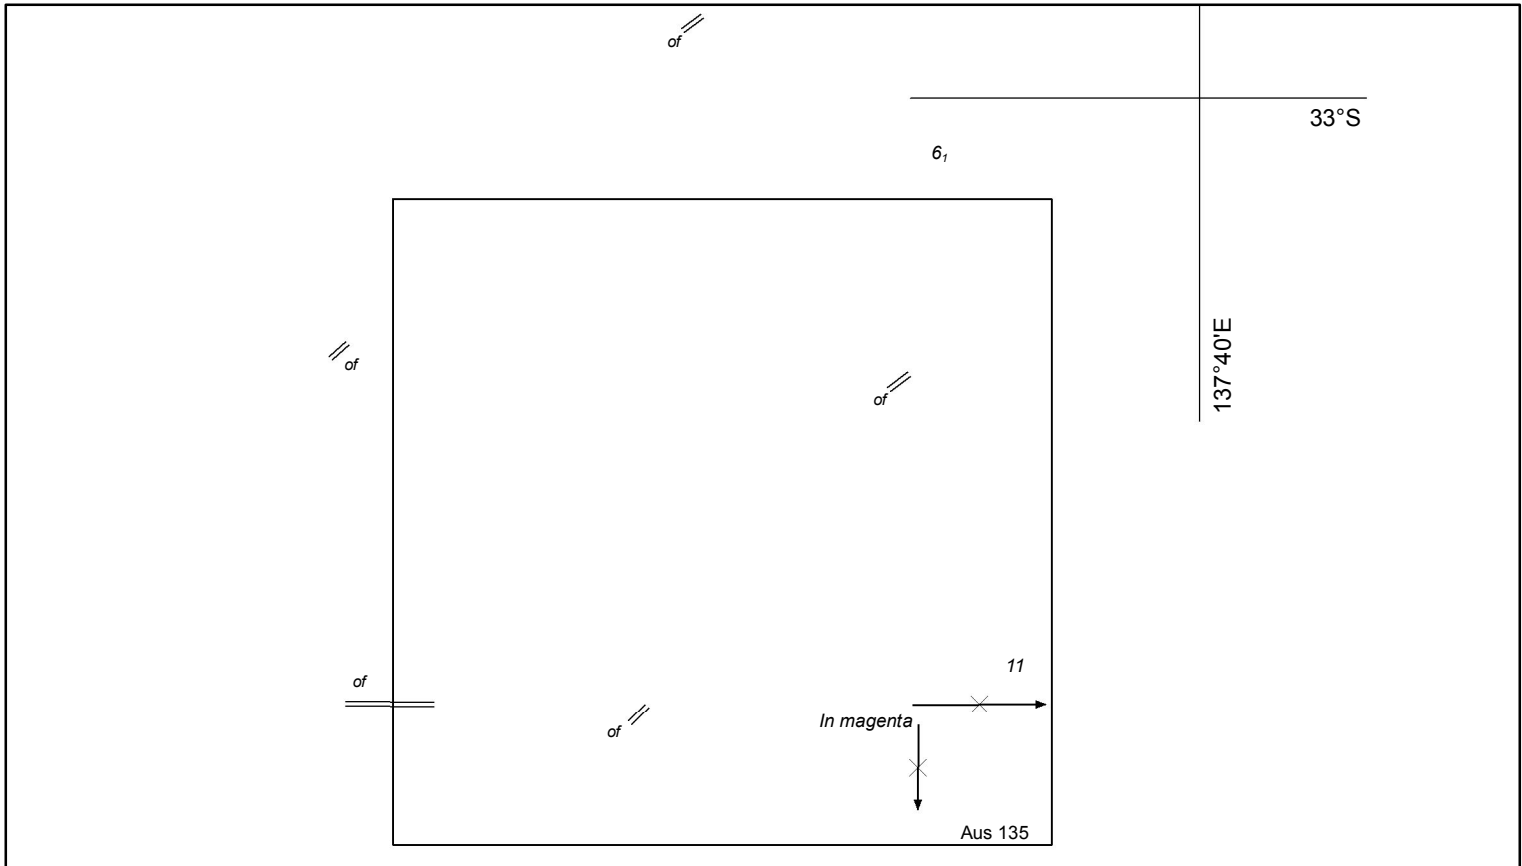 of
33°S
6₁
137°40'E
of
of
11
of
In magenta
of
Aus 135